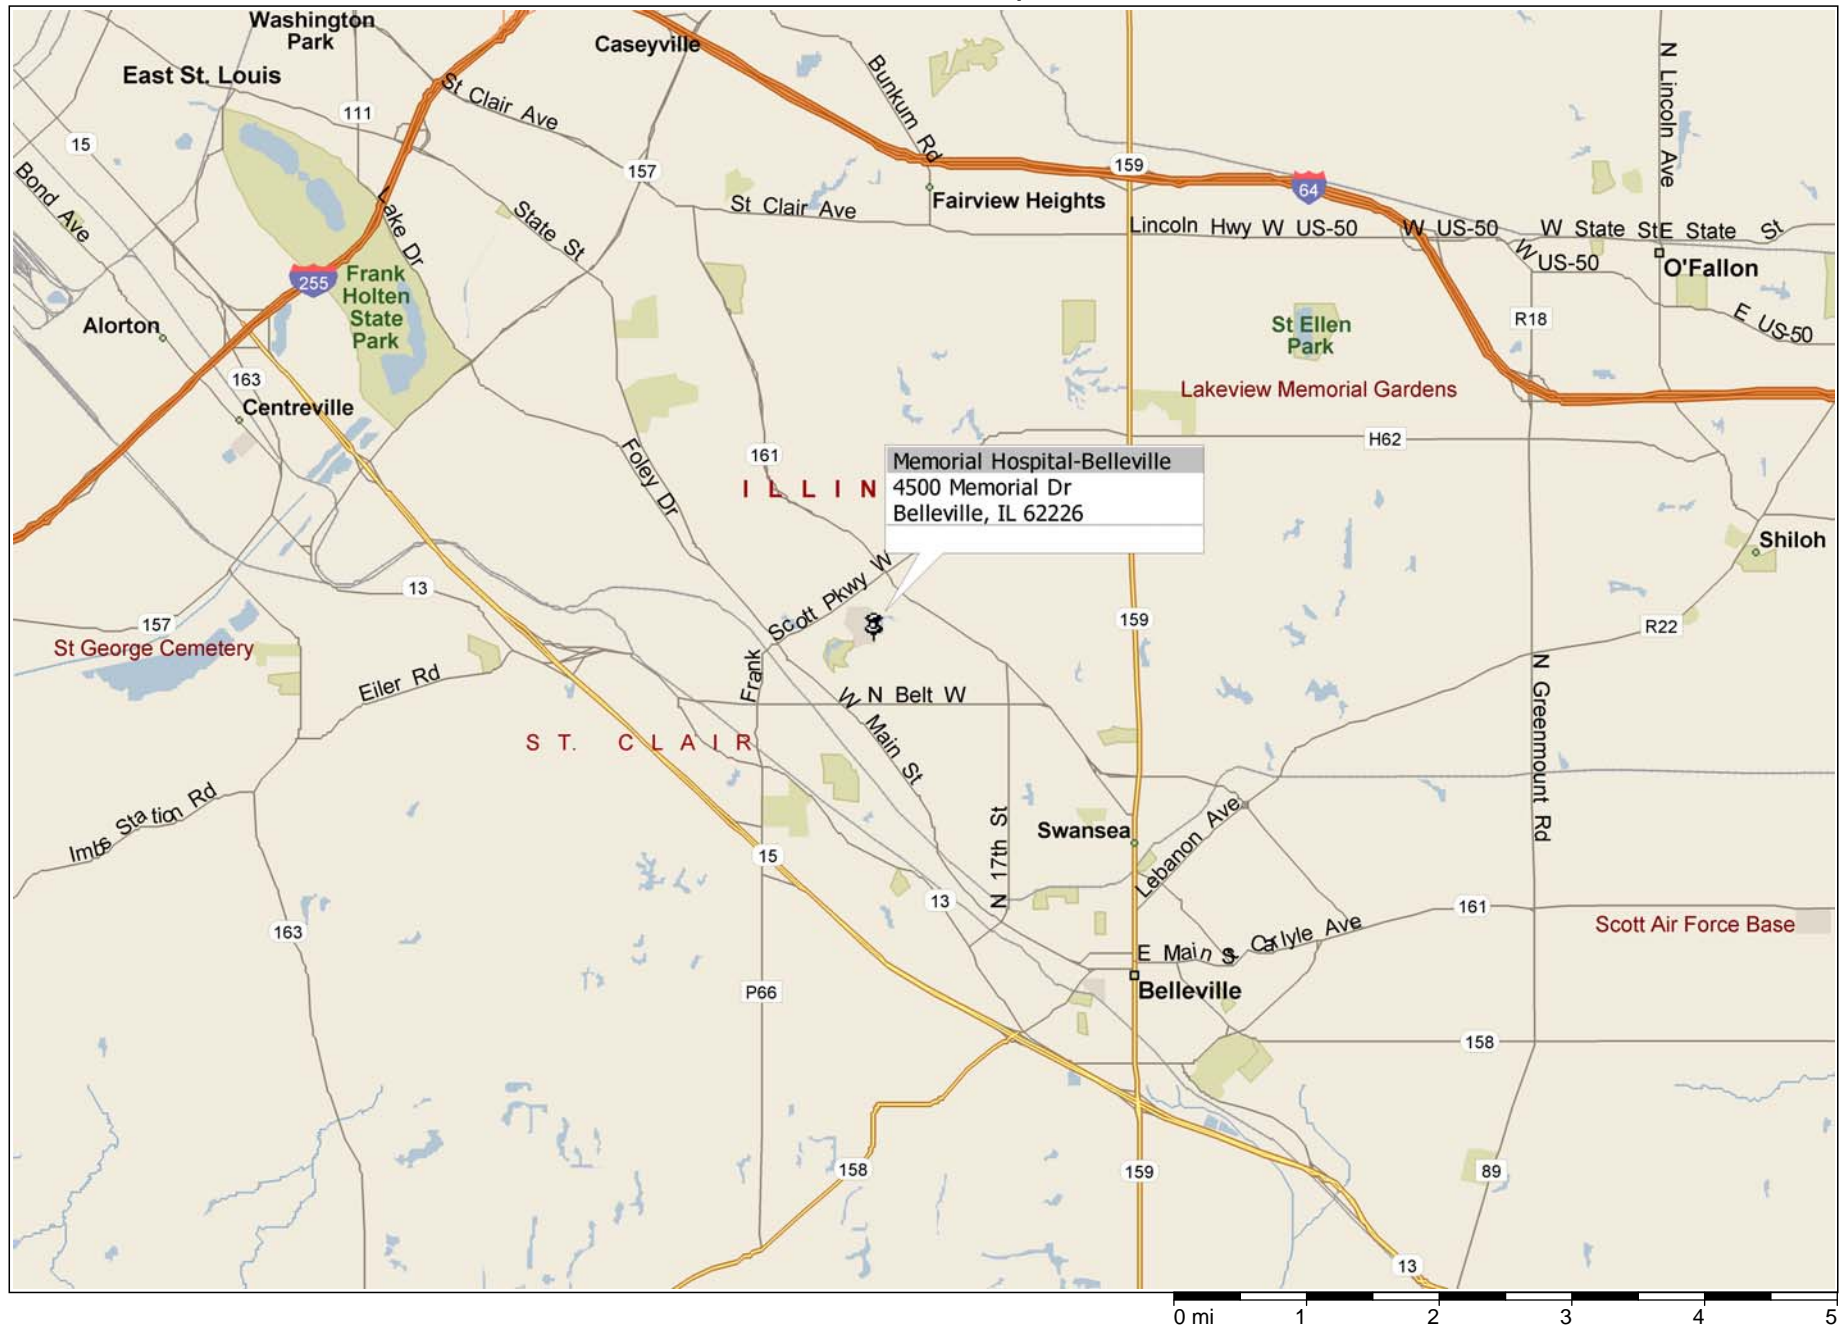 Washington
Park
Caseyville
East St. Louis
St Clair Ave
Bunkum Rd
N Lincoln Ave
111
15
157
159
64
Bond Ave
Lake Dr
State St
St Clair Ave
Fairview Heights
Lincoln Hwy W US-50
W US-50
W State St
E State St
W US-50
O'Fallon
255
Frank
Holten
State
Park
Alorton
St Ellen
Park
R18
E US-50
163
Centreville
Lakeview Memorial Gardens
H62
Foley Dr
161
I L L I N
Memorial Hospital-Belleville
4500 Memorial Dr
Belleville, IL 62226
Shiloh
13
Scott Pkwy W
157
159
R22
St George Cemetery
Eiler Rd
Frank
N Belt W
W Main St
N Greenmount Rd
S T. C L A I R
Imbs Station Rd
N 17th St
Swansea
Lebanon Ave
15
13
161
163
Scott Air Force Base
E Main St
Carlyle Ave
P66
Belleville
158
158
159
89
13
0 mi 1 2 3 4 5